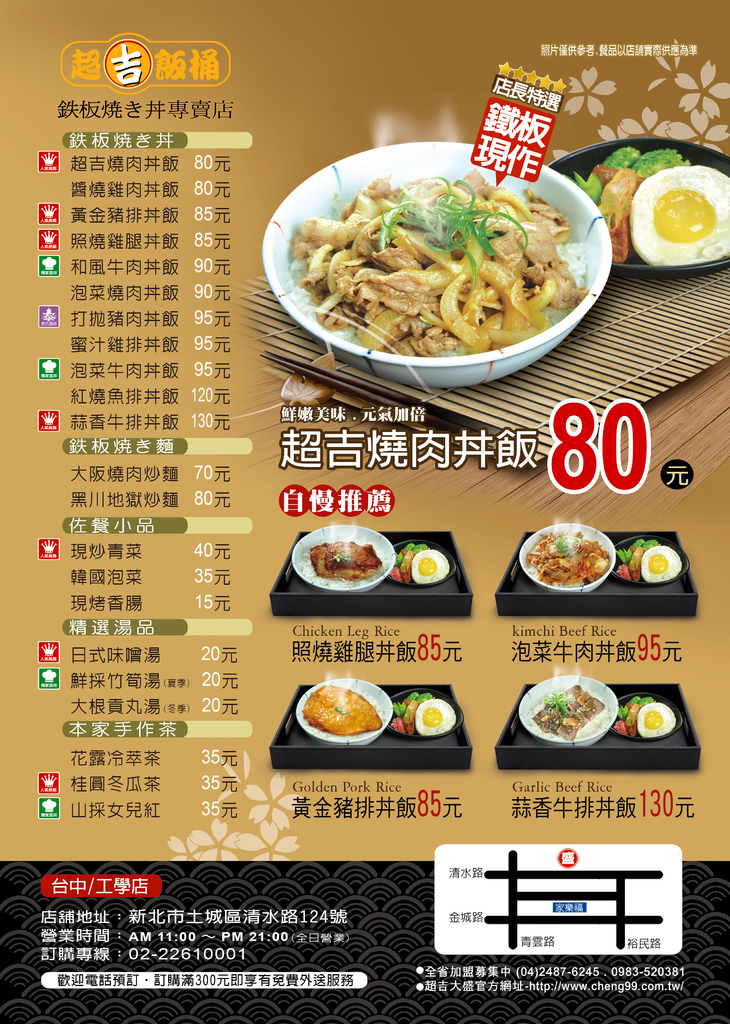 超吉飯桶
鉄板焼き丼專賣店
照片僅供參考.餐品以店舖實際供應為準
店長特選
鐵板
現作
鉄板焼き丼
超吉燒肉丼飯 80元
醬燒雞肉丼飯 80元
黃金豬排丼飯 85元
照燒雞腿丼飯 85元
和風牛肉丼飯 90元
泡菜燒肉丼飯 90元
打拋豬肉丼飯 95元
蜜汁雞排丼飯 95元
泡菜牛肉丼飯 95元
紅燒魚排丼飯 120元
蒜香牛排丼飯 130元
鉄板焼き麵
大阪燒肉炒麵 70元
黑川地獄炒麵 80元
佐餐小品
現炒青菜 40元
韓國泡菜 35元
現烤香腸 15元
精選湯品
日式味噌湯 20元
鮮採竹筍湯(夏季) 20元
大根貢丸湯(冬季) 20元
本家手作茶
花露冷萃茶 35元
桂圓冬瓜茶 35元
山採女兒紅 35元
鮮嫩美味.元氣加倍
超吉燒肉丼飯 80元
自慢推薦
Chicken Leg Rice
照燒雞腿丼飯85元
kimchi Beef Rice
泡菜牛肉丼飯95元
Golden Pork Rice
黃金豬排丼飯85元
Garlic Beef Rice
蒜香牛排丼飯130元
台中/工學店
店舖地址：新北市土城區清水路124號
營業時間：AM 11:00 ～ PM 21:00(全日營業)
訂購專線：02-22610001
歡迎電話預訂．訂購滿300元即享有免費外送服務
盛
清水路
家樂福
金城路
青雲路
裕民路
●全省加盟募集中 (04)2487-6245、0983-520381
●超吉大盛官方網址-http://www.cheng99.com.tw/